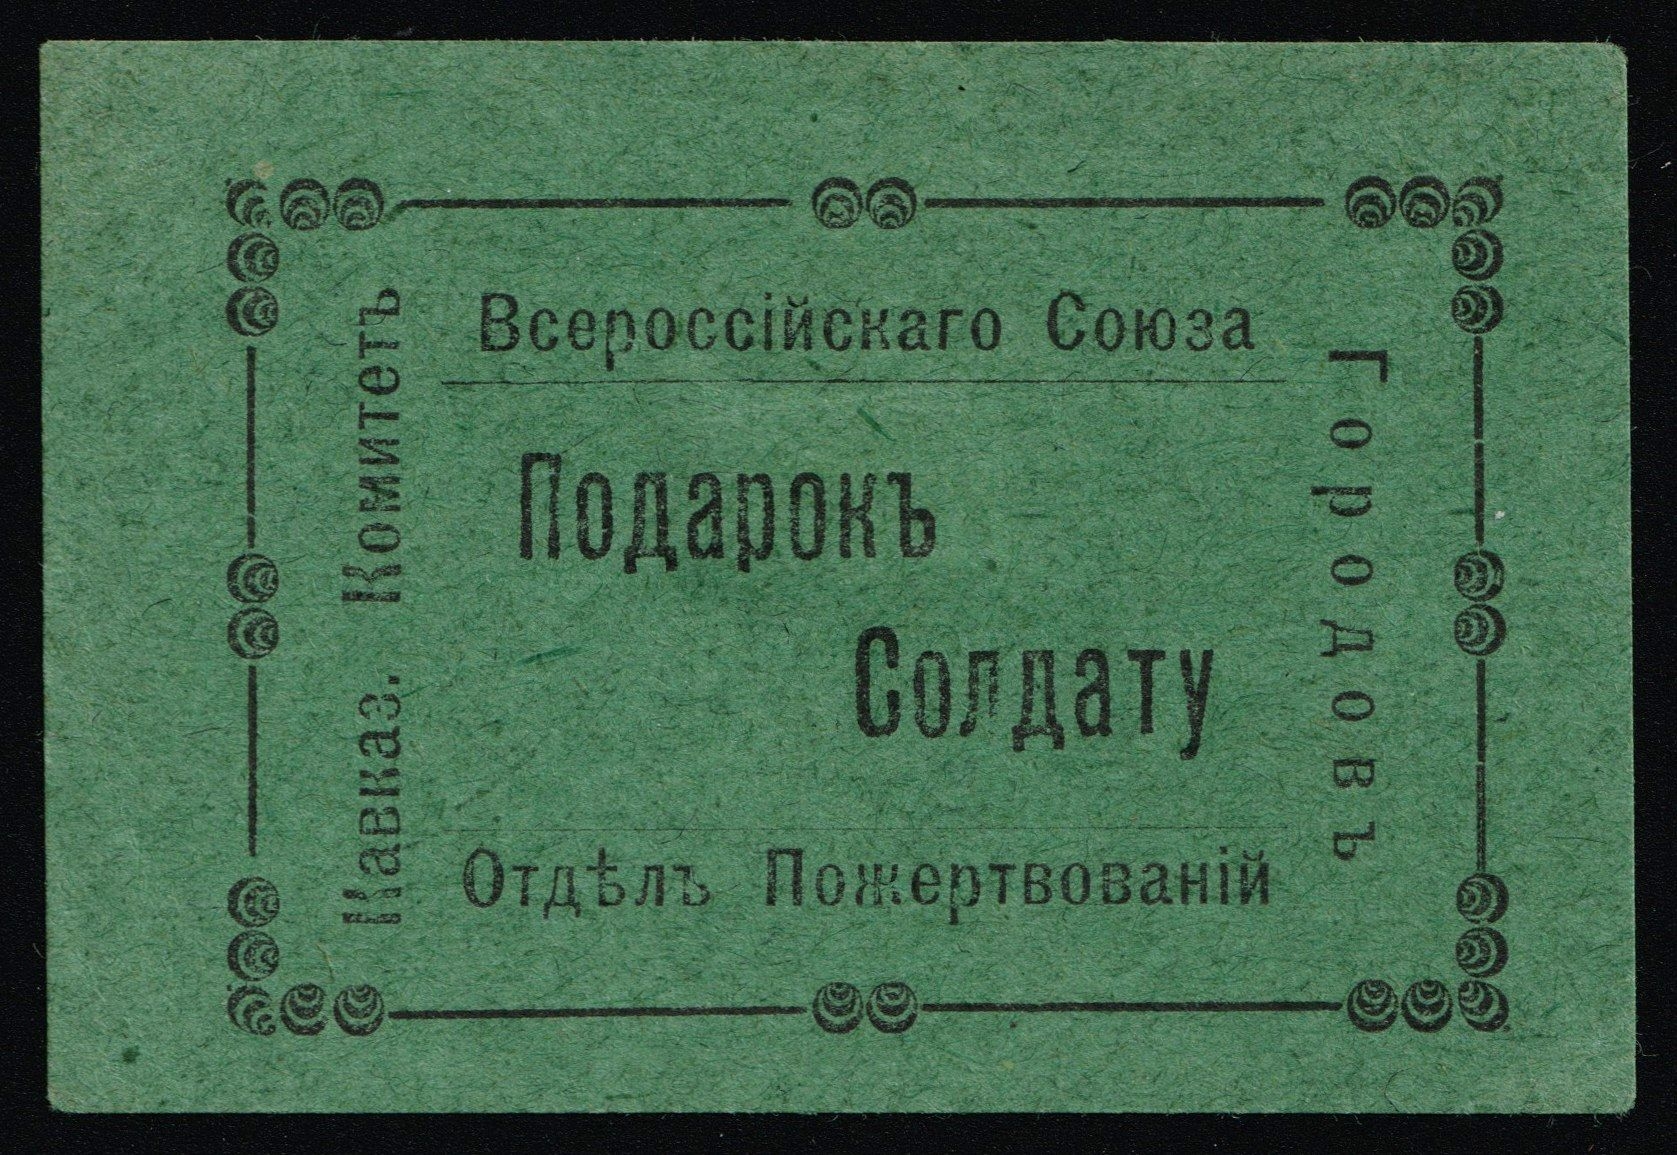 Кавказ. Комитетъ
Всероссійскаго Союза
Городовъ
Подарокъ
Солдату
Отдѣлъ Пожертвованій